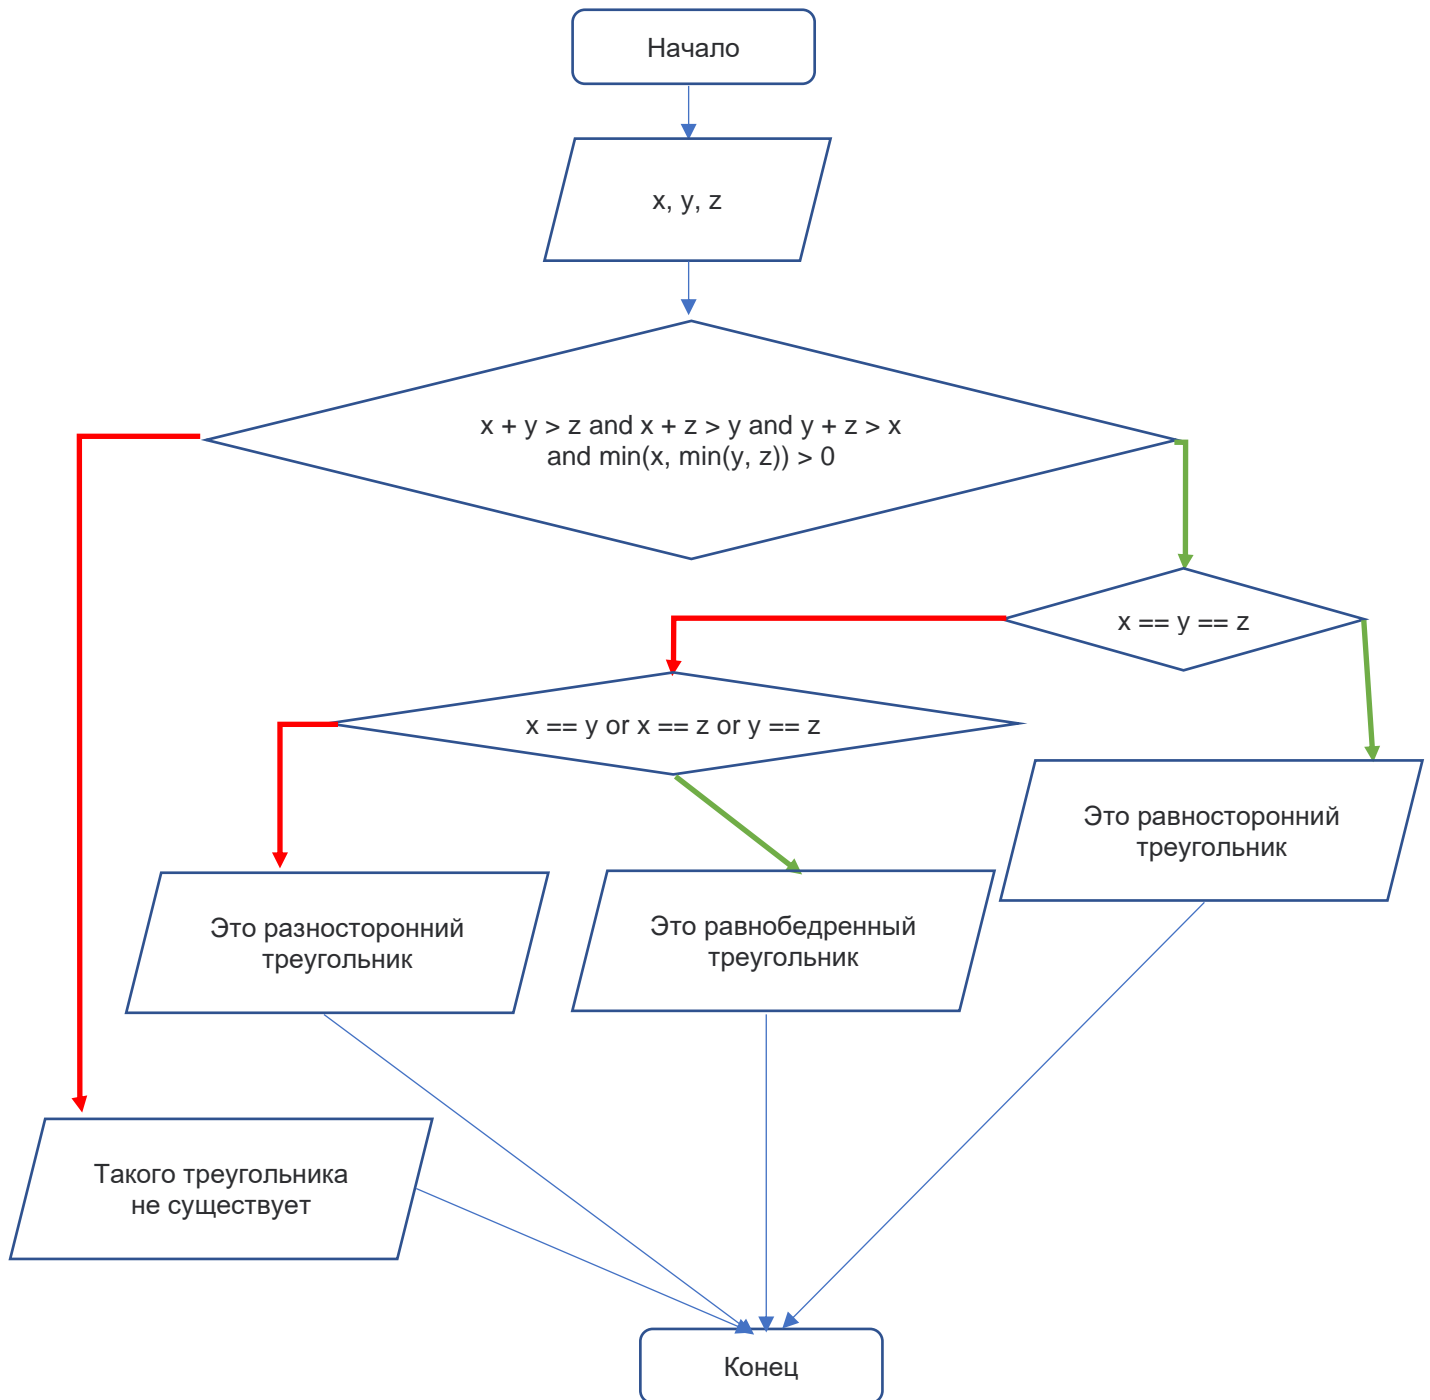 Начало
x, y, z
x + y > z and x + z > y and y + z > x
and min(x, min(y, z)) > 0
x == y == z
x == y or x == z or y == z
Это равносторонний
треугольник
Это разносторонний
треугольник
Это равнобедренный
треугольник
Такого треугольника
не существует
Конец